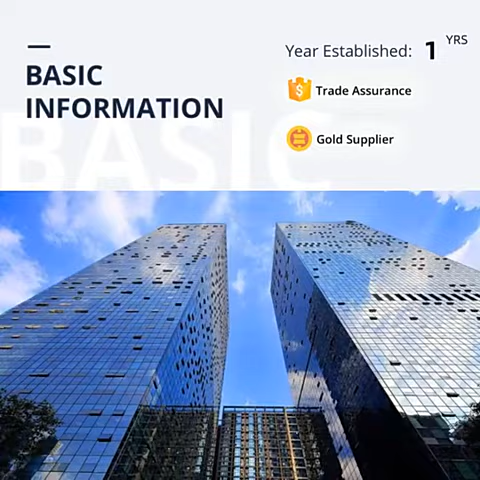 BASIC
INFORMATION
BASIC
Year Established: 1 YRS
Trade Assurance
Gold Supplier